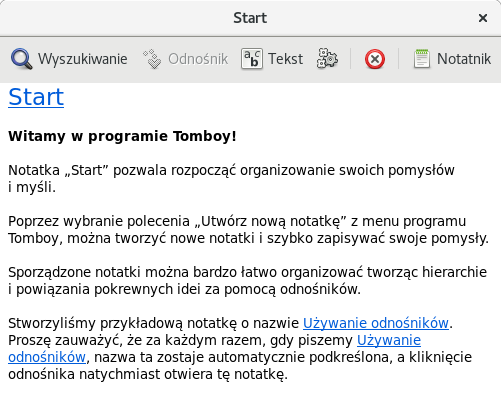 Start
Wyszukiwanie Odnośnik Tekst Notatnik
Start
Witamy w programie Tomboy!
Notatka „Start” pozwala rozpocząć organizowanie swoich pomysłów
i myśli.
Poprzez wybranie polecenia „Utwórz nową notatkę” z menu programu
Tomboy, można tworzyć nowe notatki i szybko zapisywać swoje pomysły.
Sporządzone notatki można bardzo łatwo organizować tworząc hierarchie
i powiązania pokrewnych idei za pomocą odnośników.
Stworzyliśmy przykładową notatkę o nazwie Używanie odnośników.
Proszę zauważyć, że za każdym razem, gdy piszemy Używanie
odnośników, nazwa ta zostaje automatycznie podkreślona, a kliknięcie
odnośnika natychmiast otwiera tę notatkę.